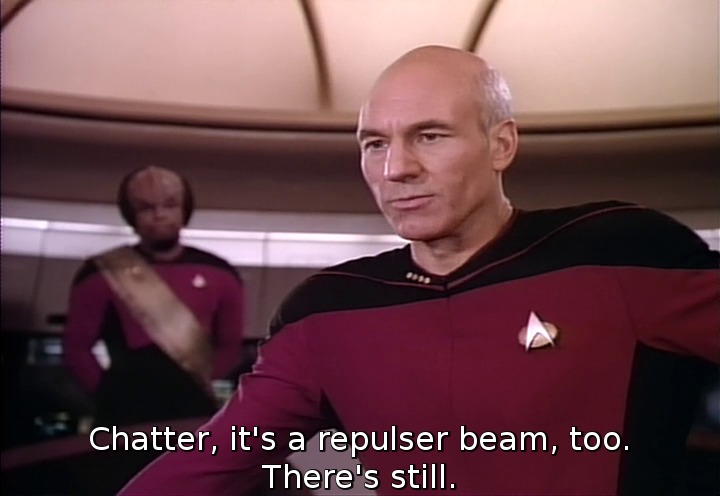 Chatter, it's a repulser beam, too.
There's still.